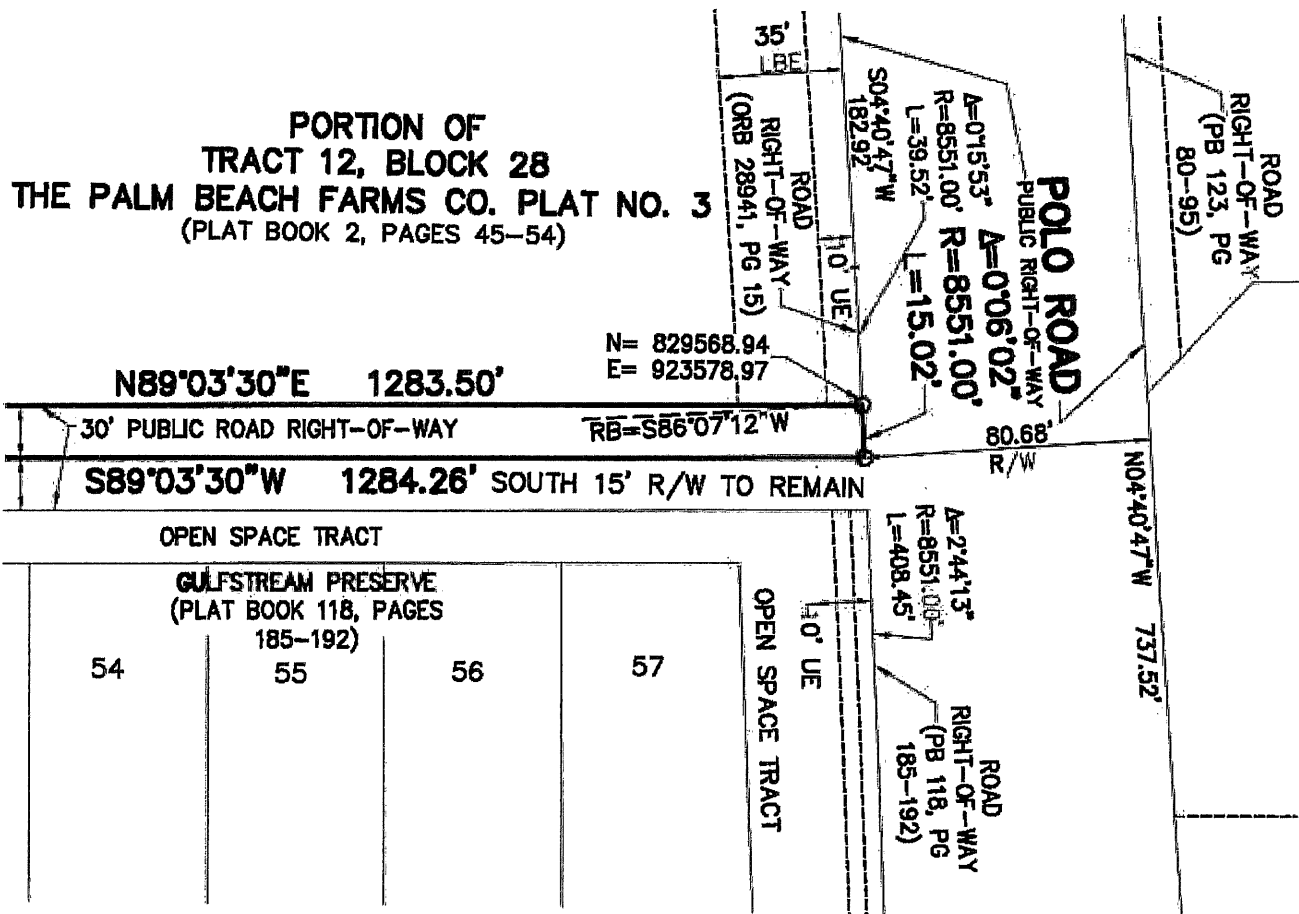 PORTION OF
TRACT 12, BLOCK 28
THE PALM BEACH FARMS CO. PLAT NO. 3
(PLAT BOOK 2, PAGES 45-54)
35'
LBE
ROAD
RIGHT-OF-WAY
(ORB 28941, PG 15)
10' UE
S04°40'47"W
182.92'
Δ=0°15'53"
R=8551.00'
L=39.52'
POLO ROAD
PUBLIC RIGHT-OF-WAY
Δ=0°06'02"
R=8551.00'
L=15.02'
ROAD
RIGHT-OF-WAY
(PB 123, PG
80-95)
N= 829568.94
E= 923578.97
N89°03'30"E 1283.50'
30' PUBLIC ROAD RIGHT-OF-WAY
RB=S86°07'12"W
80.68'
R/W
S89°03'30"W 1284.26' SOUTH 15' R/W TO REMAIN
N04°40'47"W 737.52'
OPEN SPACE TRACT
GULFSTREAM PRESERVE
(PLAT BOOK 118, PAGES
185-192)
54
55
56
57
OPEN SPACE TRACT
10' UE
Δ=2°44'13"
R=8551.00'
L=408.45'
ROAD
RIGHT-OF-WAY
(PB 118, PG
185-192)